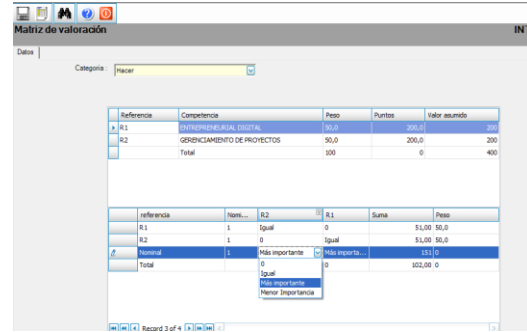 Matriz de valoración IN
Datos
Categoria : Hacer
Referencia Competencia Peso Puntos Valor asumido
R1 ENTREPRENEURIAL DIGITAL 50,0 200,0 200
R2 GERENCIAMIENTO DE PROYECTOS 50,0 200,0 200
Total 100 0 400
referencia Nomi... R2 R1 Suma Peso
R1 1 Igual 0 51,00 50,0
R2 1 0 Igual 51,00 50,0
Nominal 1 Más importante Más importa... 151 0
Total 0 102,00 0
0
Igual
Más importante
Menor Importancia
Record 3 of 4